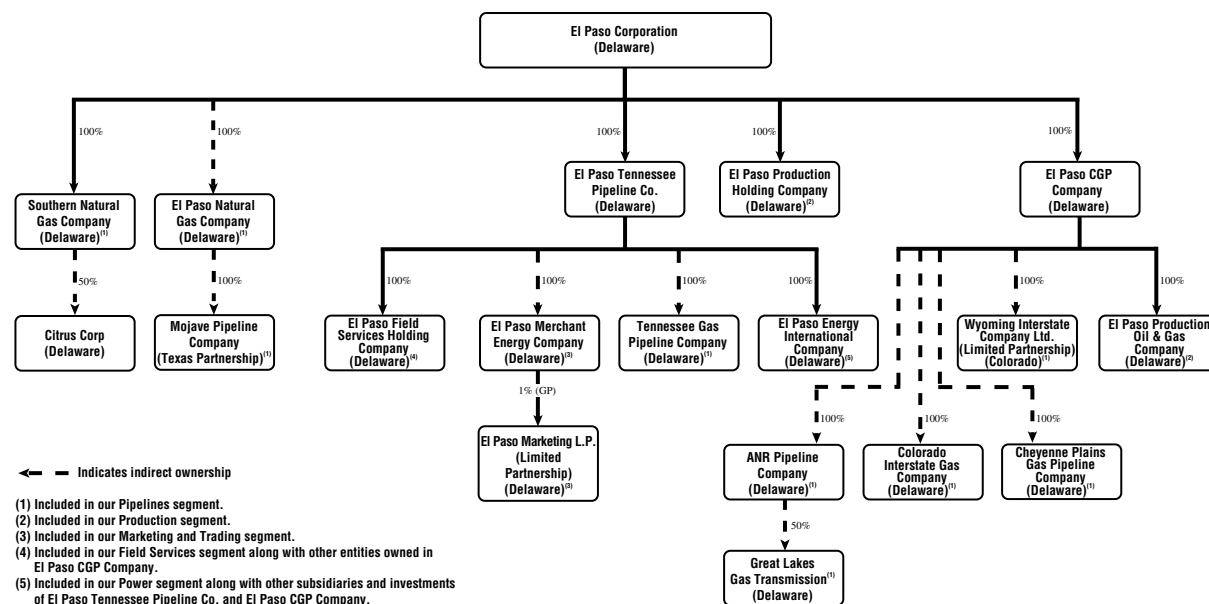 El Paso Corporation
(Delaware)
100%
100%
100%
100%
100%
Southern Natural
Gas Company
(Delaware)(1)
El Paso Natural
Gas Company
(Delaware)(1)
El Paso Tennessee
Pipeline Co.
(Delaware)
El Paso Production
Holding Company
(Delaware)(2)
El Paso CGP
Company
(Delaware)
50%
100%
100%
100%
100%
100%
100%
100%
Citrus Corp
(Delaware)
Mojave Pipeline
Company
(Texas Partnership)(1)
El Paso Field
Services Holding
Company
(Delaware)(4)
El Paso Merchant
Energy Company
(Delaware)(3)
Tennessee Gas
Pipeline Company
(Delaware)(1)
El Paso Energy
International
Company
(Delaware)(5)
Wyoming Interstate
Company Ltd.
(Limited Partnership)
(Colorado)(1)
El Paso Production
Oil & Gas
Company
(Delaware)(2)
1% (GP)
100%
100%
100%
El Paso Marketing L.P.
(Limited
Partnership)
(Delaware)(3)
ANR Pipeline
Company
(Delaware)(1)
Colorado
Interstate Gas
Company
(Delaware)(1)
Cheyenne Plains
Gas Pipeline
Company
(Delaware)(1)
50%
Great Lakes
Gas Transmission(1)
(Delaware)
Indicates indirect ownership
(1) Included in our Pipelines segment.
(2) Included in our Production segment.
(3) Included in our Marketing and Trading segment.
(4) Included in our Field Services segment along with other entities owned in
El Paso CGP Company.
(5) Included in our Power segment along with other subsidiaries and investments
of El Paso Tennessee Pipeline Co. and El Paso CGP Company.